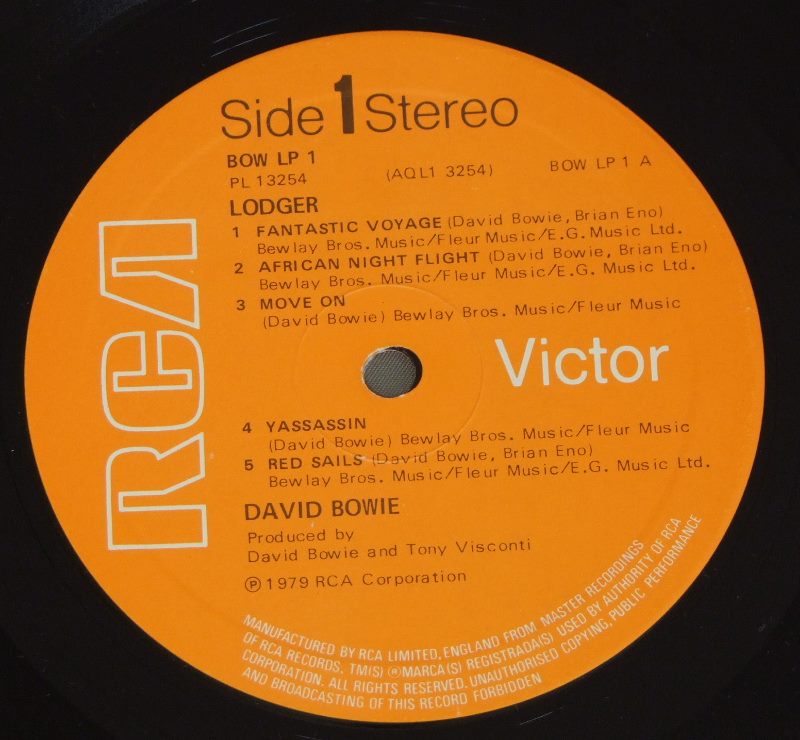 Side 1 Stereo
BOW LP 1
PL 13254 (AQL1 3254) BOW LP 1 A
LODGER
1 FANTASTIC VOYAGE (David Bowie, Brian Eno)
Bewlay Bros. Music/Fleur Music/E.G. Music Ltd.
2 AFRICAN NIGHT FLIGHT (David Bowie, Brian Eno)
Bewlay Bros. Music/Fleur Music/E.G. Music Ltd.
3 MOVE ON
(David Bowie) Bewlay Bros. Music/Fleur Music
RCA
Victor
4 YASSASSIN
(David Bowie) Bewlay Bros. Music/Fleur Music
5 RED SAILS (David Bowie, Brian Eno)
Bewlay Bros. Music/Fleur Music/E.G. Music Ltd.
DAVID BOWIE
Produced by
David Bowie and Tony Visconti
℗ 1979 RCA Corporation
MANUFACTURED BY RCA LIMITED, ENGLAND FROM MASTER RECORDINGS
OF RCA RECORDS. TM(S) ® MARCA(S) REGISTRADA(S) USED BY AUTHORITY OF RCA
CORPORATION. ALL RIGHTS RESERVED. UNAUTHORISED COPYING, PUBLIC PERFORMANCE
AND BROADCASTING OF THIS RECORD FORBIDDEN